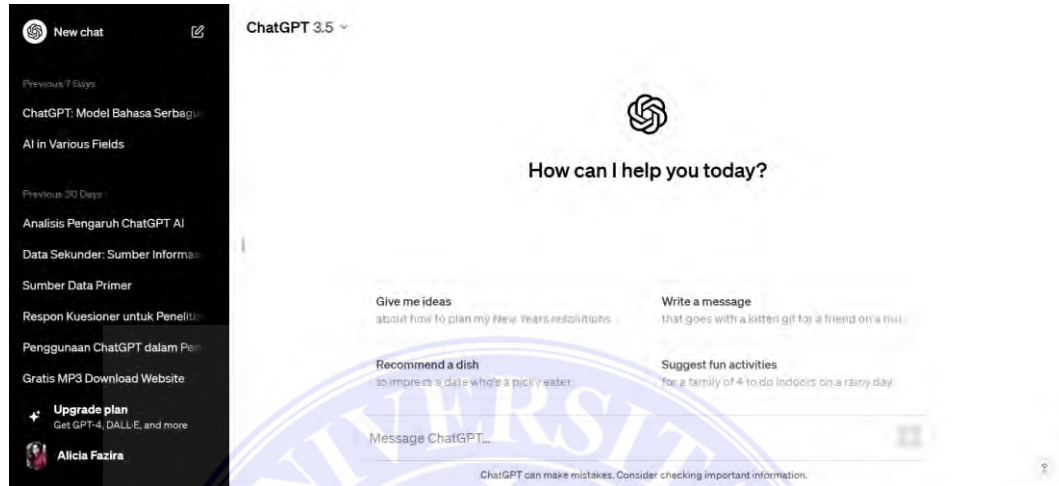 New chat
Previous 7 Days
ChatGPT: Model Bahasa Serbagu
AI in Various Fields
Previous 30 Days
Analisis Pengaruh ChatGPT AI
Data Sekunder: Sumber Informas
Sumber Data Primer
Respon Kuesioner untuk Peneliti
Penggunaan ChatGPT dalam Pen
Gratis MP3 Download Website
Upgrade plan
Get GPT-4, DALL·E, and more
Alicia Fazira
ChatGPT 3.5
How can I help you today?
Give me ideas
about how to plan my New Years resolutions
Write a message
that goes with a kitten gif for a friend on a rou
Recommend a dish
to impress a date who's a picky eater
Suggest fun activities
for a family of 4 to do indoors on a rainy day
Message ChatGPT...
ChatGPT can make mistakes. Consider checking important information.
?
VERSIT